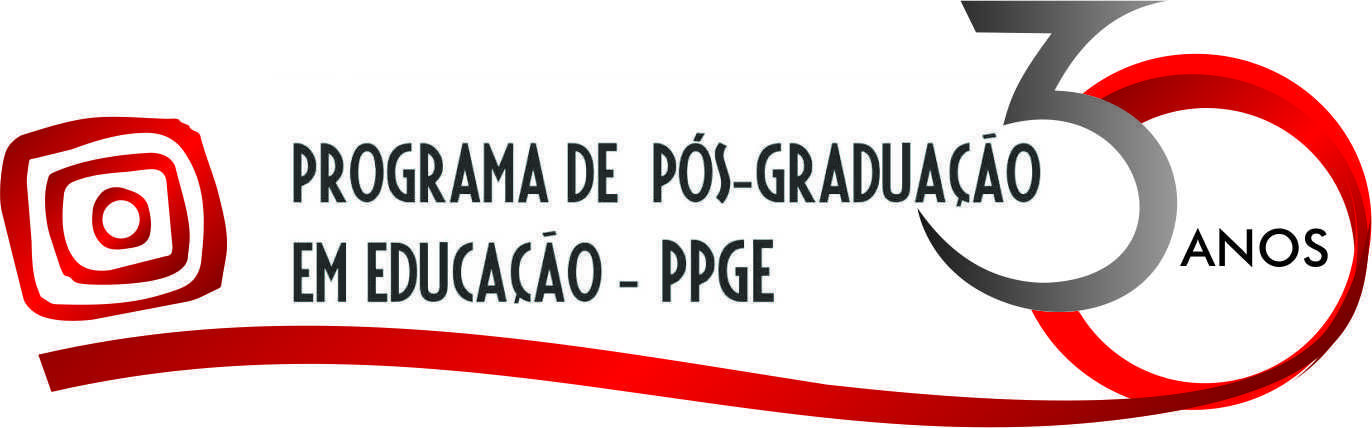 PROGRAMA DE PÓS-GRADUAÇÃO
EM EDUCAÇÃO - PPGE
30
ANOS